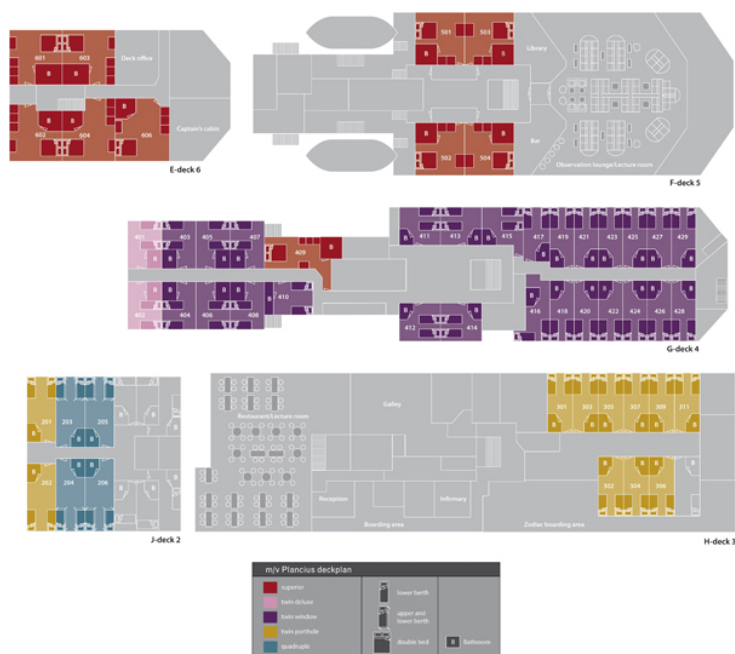 601 603
Deck office
602 604 606
Captain's cabin
E-deck 6
501 503
Library
502 504
Bar
Observation lounge/Lecture room
F-deck 5
401 403 405 407
409
411 413 415 417 419 421 423 425 427 429
402 404 406 408
410
412 414
416 418 420 422 424 426 428
G-deck 4
201 203 205
202 204 206
J-deck 2
Restaurant/Lecture room
Galley
Reception
Infirmary
Boarding area
Zodiac boarding area
301 303 305 307 309 311
302 304 306
H-deck 3
m/v Plancius deckplan
superior
twin deluxe
twin window
twin porthole
quadruple
lower berth
upper and
lower berth
double bed
B Bathroom